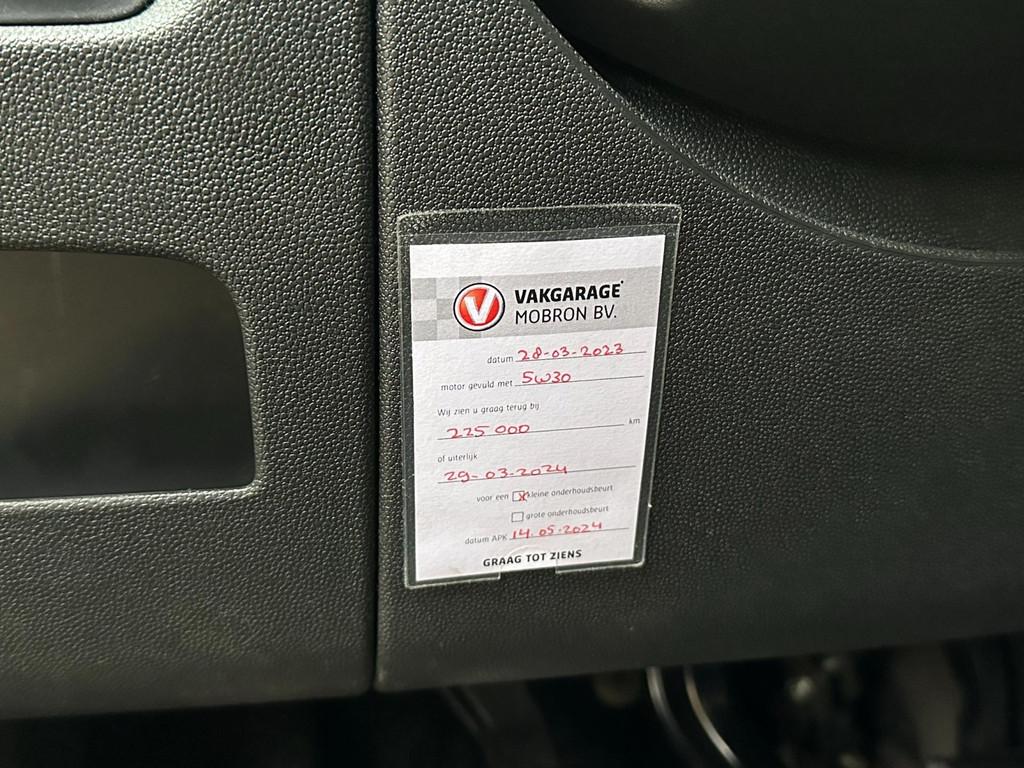 V VAKGARAGE
MOBRON BV.
datum 28-03-2023
motor gevuld met 5W30
Wij zien u graag terug bij
225 000 km
of uiterlijk
29-03-2024
voor een X kleine onderhoudsbeurt
grote onderhoudsbeurt
datum APK 14.05.2024
GRAAG TOT ZIENS